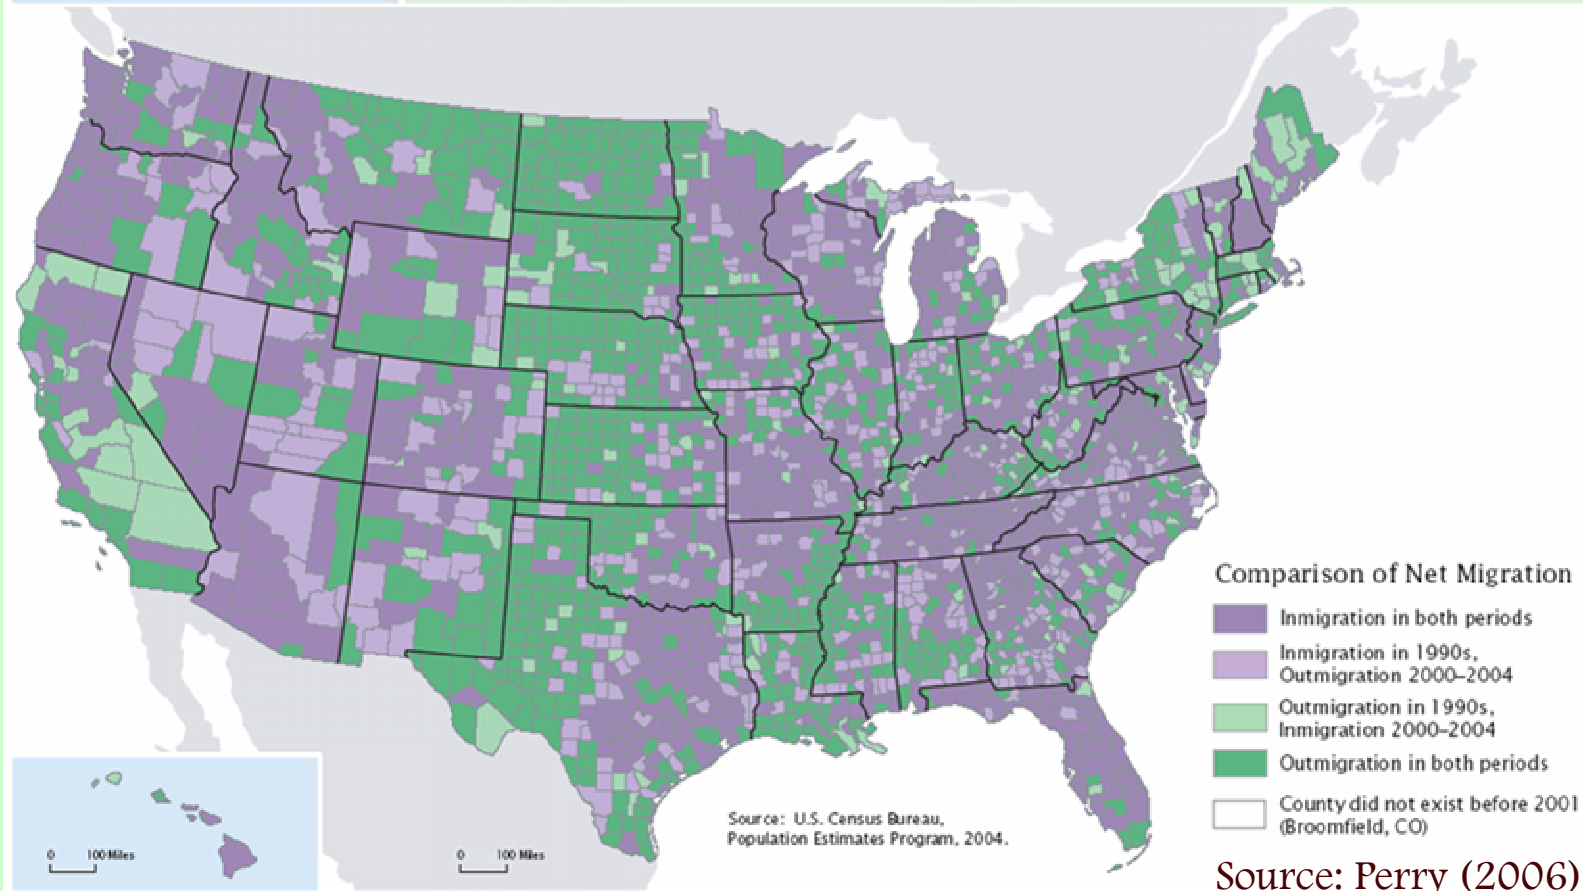 Comparison of Net Migration
Inmigration in both periods
Inmigration in 1990s,
Outmigration 2000–2004
Outmigration in 1990s,
Inmigration 2000–2004
Outmigration in both periods
County did not exist before 2001
(Broomfield, CO)
Source: U.S. Census Bureau,
Population Estimates Program, 2004.
0 100 Miles
0 100 Miles
Source: Perry (2006)